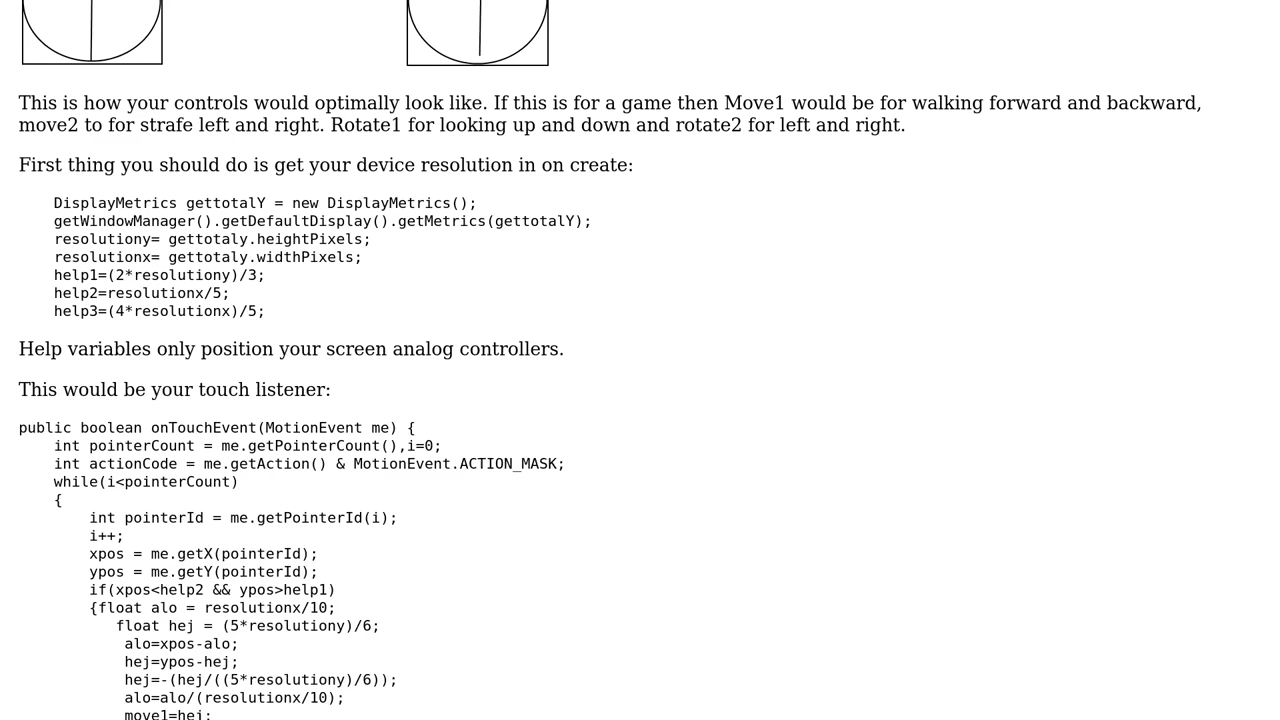 This is how your controls would optimally look like. If this is for a game then Move1 would be for walking forward and backward,
move2 to for strafe left and right. Rotate1 for looking up and down and rotate2 for left and right.
First thing you should do is get your device resolution in on create:
DisplayMetrics gettotalY = new DisplayMetrics();
getWindowManager().getDefaultDisplay().getMetrics(gettotalY);
resolutiony= gettotaly.heightPixels;
resolutionx= gettotaly.widthPixels;
help1=(2*resolutiony)/3;
help2=resolutionx/5;
help3=(4*resolutionx)/5;
Help variables only position your screen analog controllers.
This would be your touch listener:
public boolean onTouchEvent(MotionEvent me) {
int pointerCount = me.getPointerCount(),i=0;
int actionCode = me.getAction() & MotionEvent.ACTION_MASK;
while(i<pointerCount)
{
int pointerId = me.getPointerId(i);
i++;
xpos = me.getX(pointerId);
ypos = me.getY(pointerId);
if(xpos<help2 && ypos>help1)
{float alo = resolutionx/10;
float hej = (5*resolutiony)/6;
alo=xpos-alo;
hej=ypos-hej;
hej=-(hej/((5*resolutiony)/6));
alo=alo/(resolutionx/10);
move1=hej;